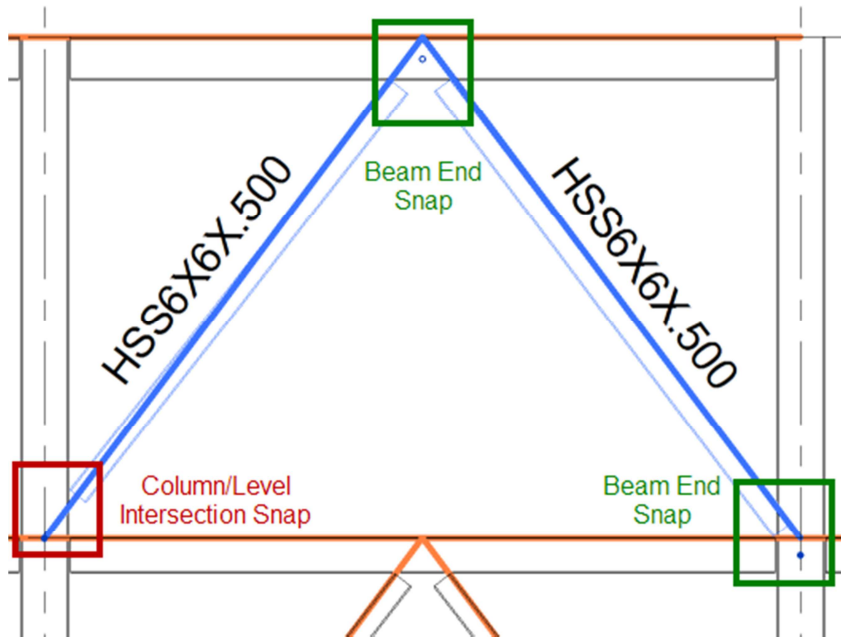 Beam End
Snap
HSS6X6X.500
HSS6X6X.500
Column/Level
Intersection Snap
Beam End
Snap